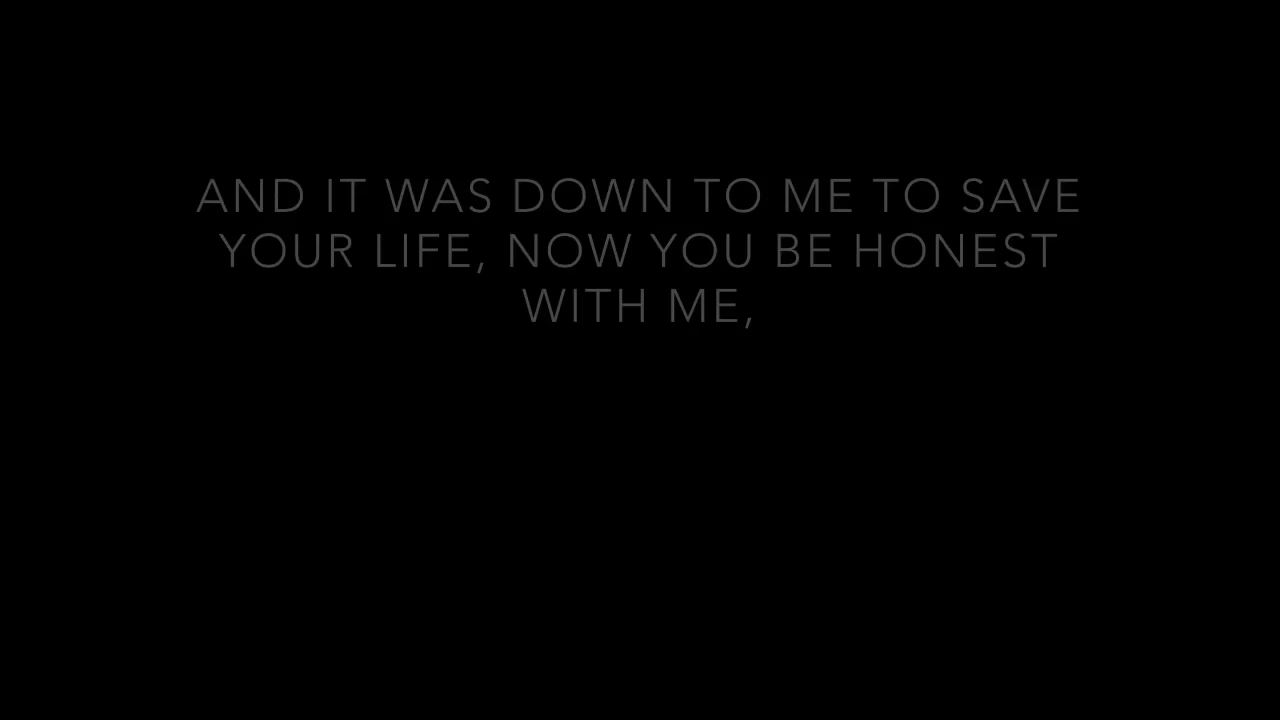 AND IT WAS DOWN TO ME TO SAVE
YOUR LIFE, NOW YOU BE HONEST
WITH ME,